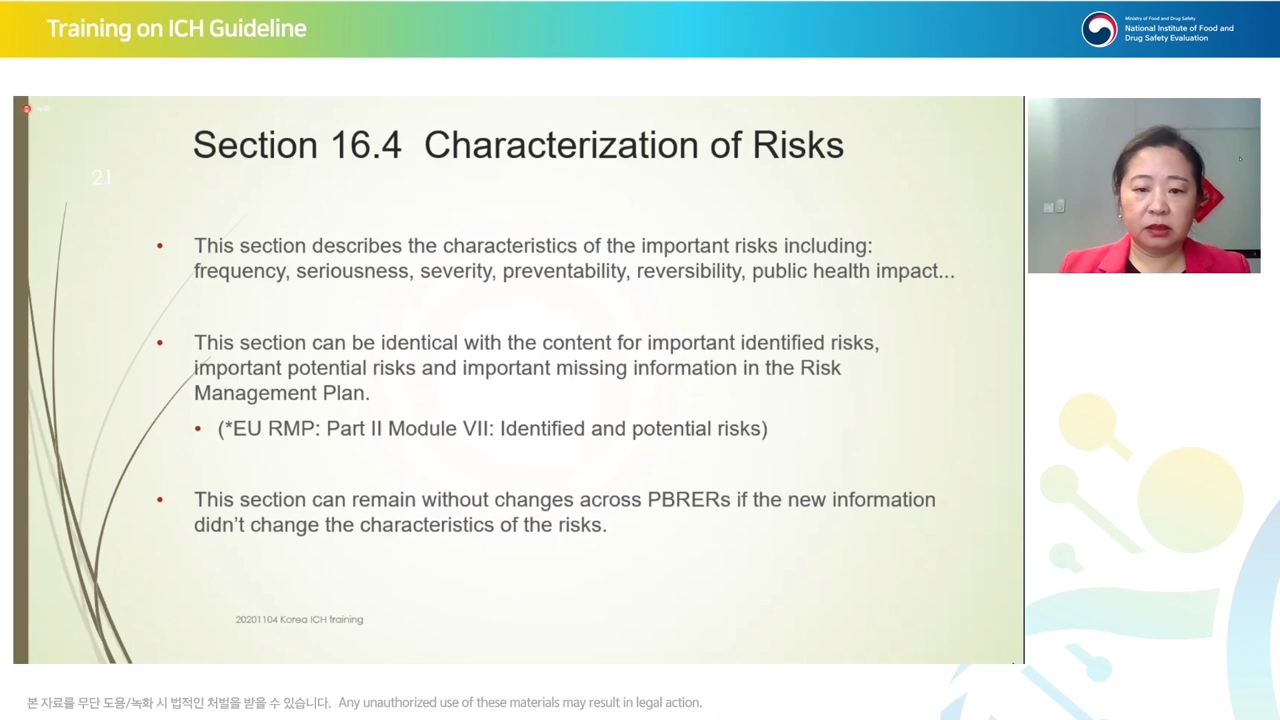 Training on ICH Guideline
Ministry of Food and Drug Safety
National Institute of Food and
Drug Safety Evaluation
Section 16.4 Characterization of Risks
21
• This section describes the characteristics of the important risks including:
frequency, seriousness, severity, preventability, reversibility, public health impact...
• This section can be identical with the content for important identified risks,
important potential risks and important missing information in the Risk
Management Plan.
• (*EU RMP: Part II Module VII: Identified and potential risks)
• This section can remain without changes across PBRERs if the new information
didn't change the characteristics of the risks.
20201104 Korea ICH training
본 자료를 무단 도용/녹화 시 법적인 처벌을 받을 수 있습니다. Any unauthorized use of these materials may result in legal action.